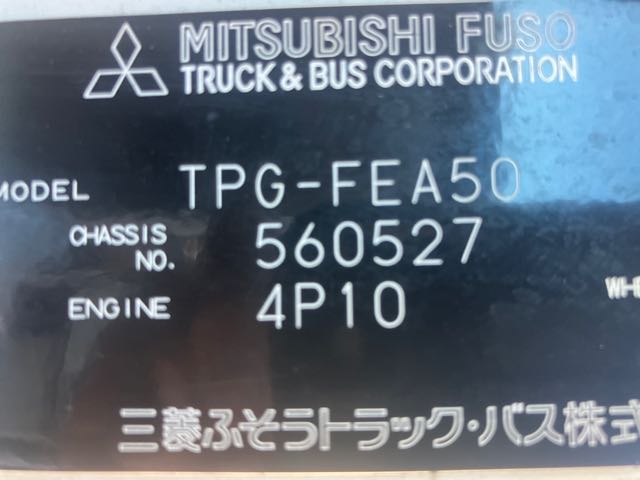 MITSUBISHI FUSO
TRUCK & BUS CORPORATION
MODEL TPG-FEA50
CHASSIS NO. 560527
ENGINE 4P10
WHE
三菱ふそうトラック・バス株式